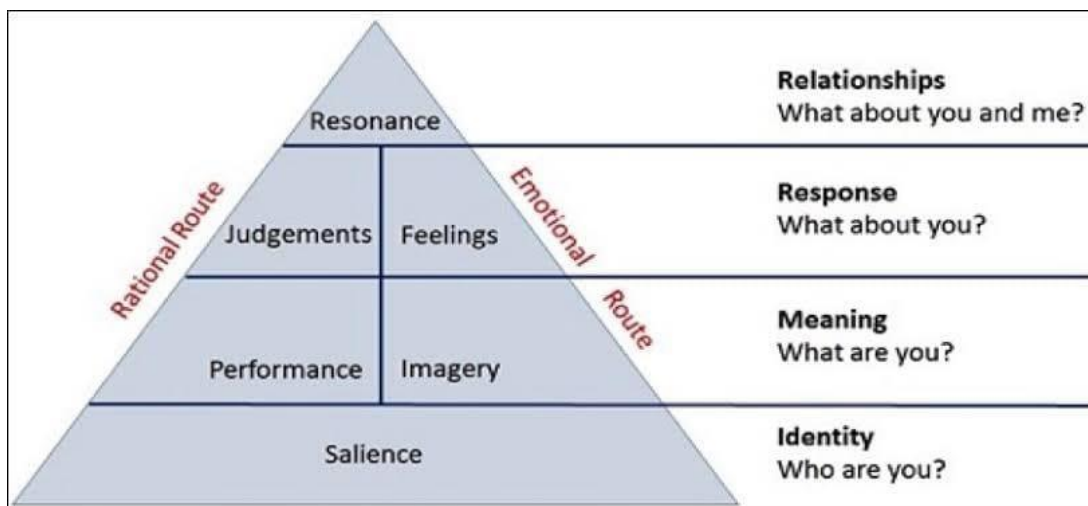 Resonance
Relationships
What about you and me?
Rational Route
Emotional Route
Judgements
Feelings
Response
What about you?
Performance
Imagery
Meaning
What are you?
Salience
Identity
Who are you?